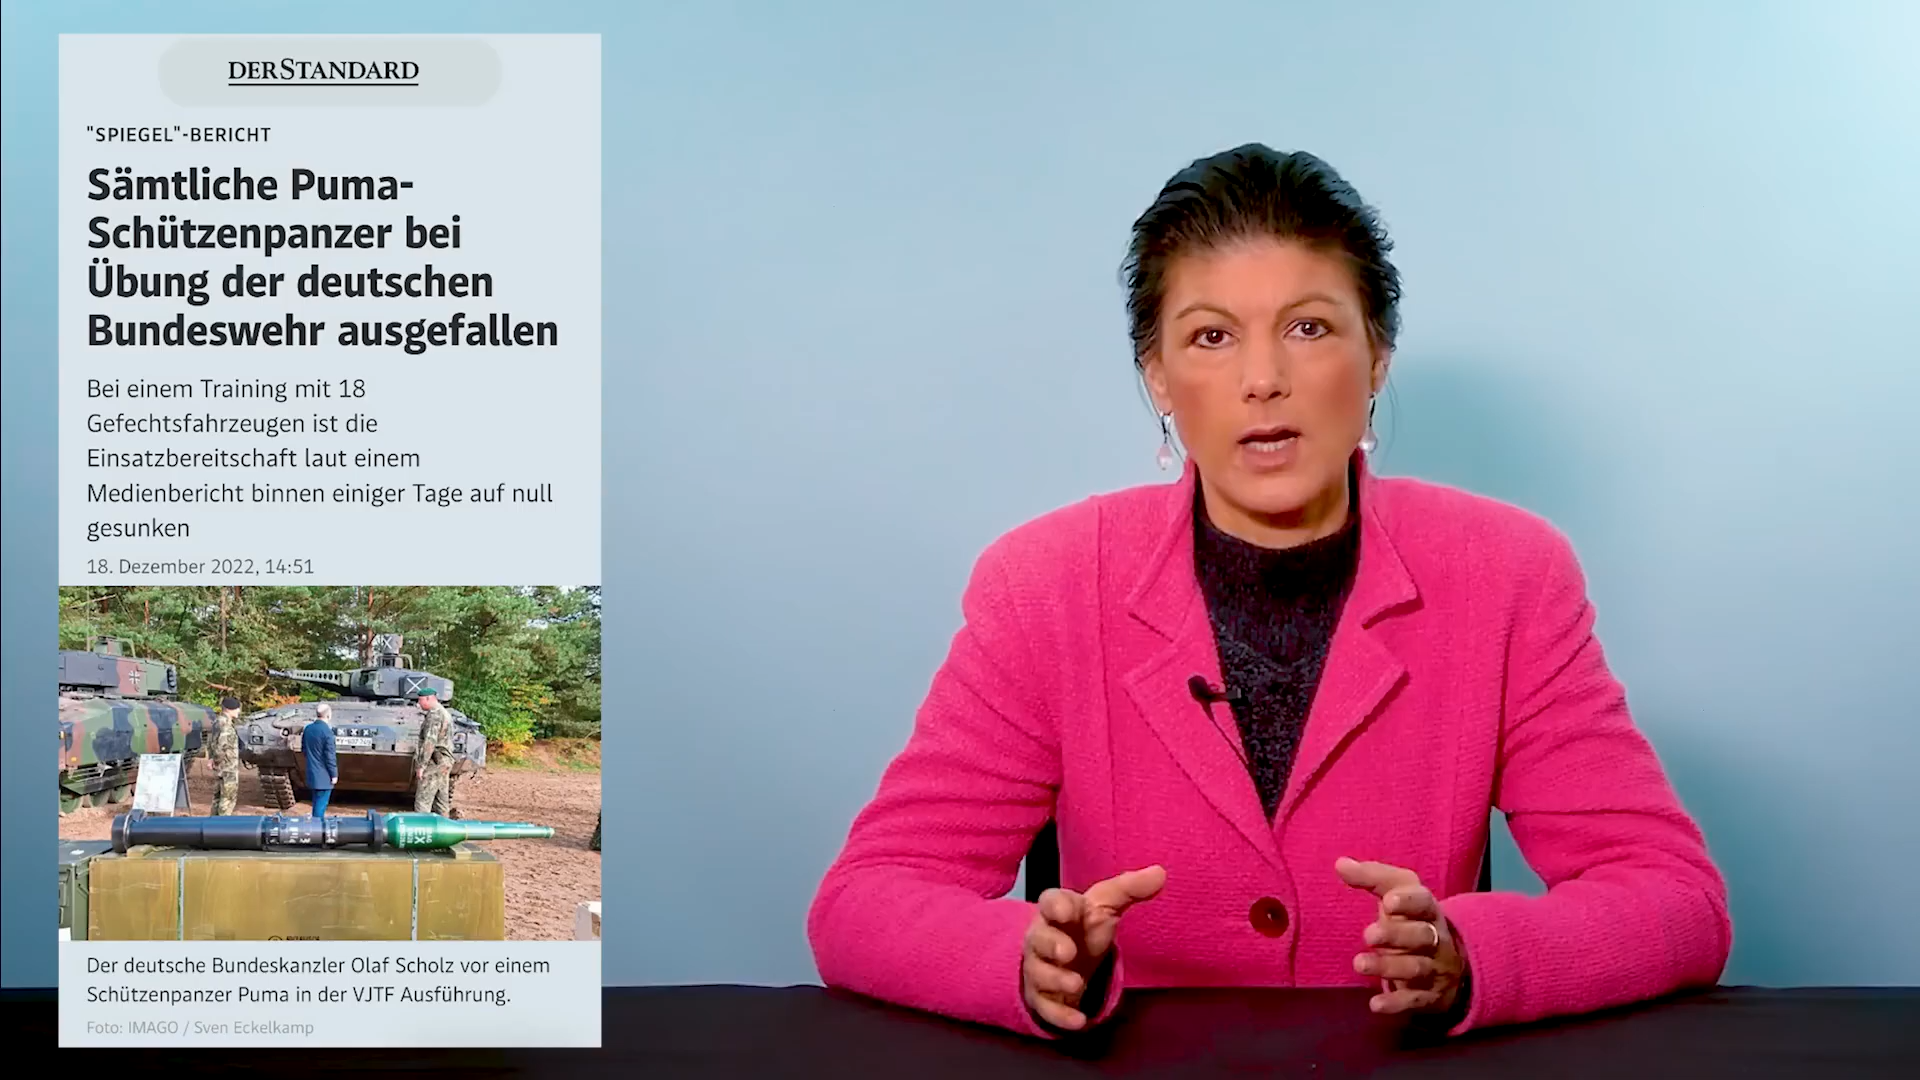 DERSTANDARD
"SPIEGEL"-BERICHT
Sämtliche Puma-
Schützenpanzer bei
Übung der deutschen
Bundeswehr ausgefallen
Bei einem Training mit 18
Gefechtsfahrzeugen ist die
Einsatzbereitschaft laut einem
Medienbericht binnen einiger Tage auf null
gesunken
18. Dezember 2022, 14:51
Der deutsche Bundeskanzler Olaf Scholz vor einem
Schützenpanzer Puma in der VJTF Ausführung.
Foto: IMAGO / Sven Eckelkamp